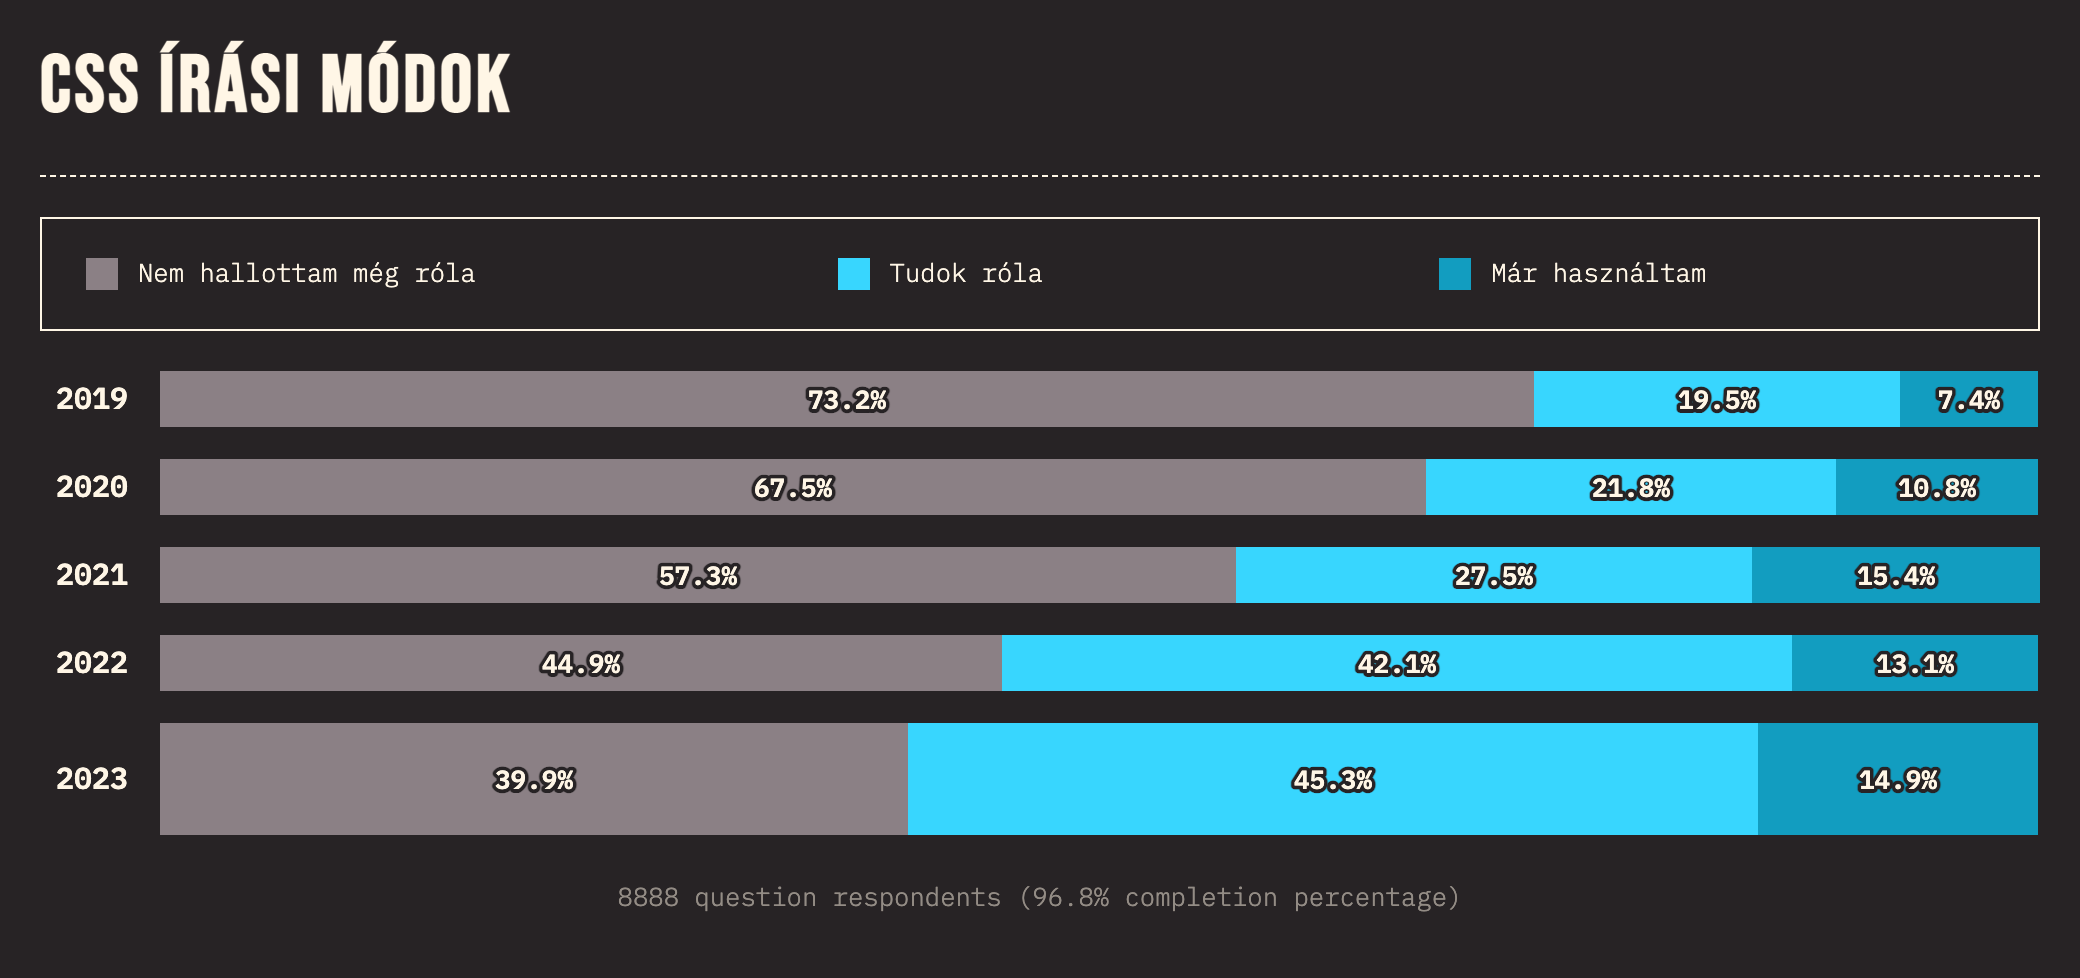 CSS ÍRÁSI MÓDOK
Nem hallottam még róla
Tudok róla
Már használtam
2019 73.2% 19.5% 7.4%
2020 67.5% 21.8% 10.8%
2021 57.3% 27.5% 15.4%
2022 44.9% 42.1% 13.1%
2023 39.9% 45.3% 14.9%
8888 question respondents (96.8% completion percentage)